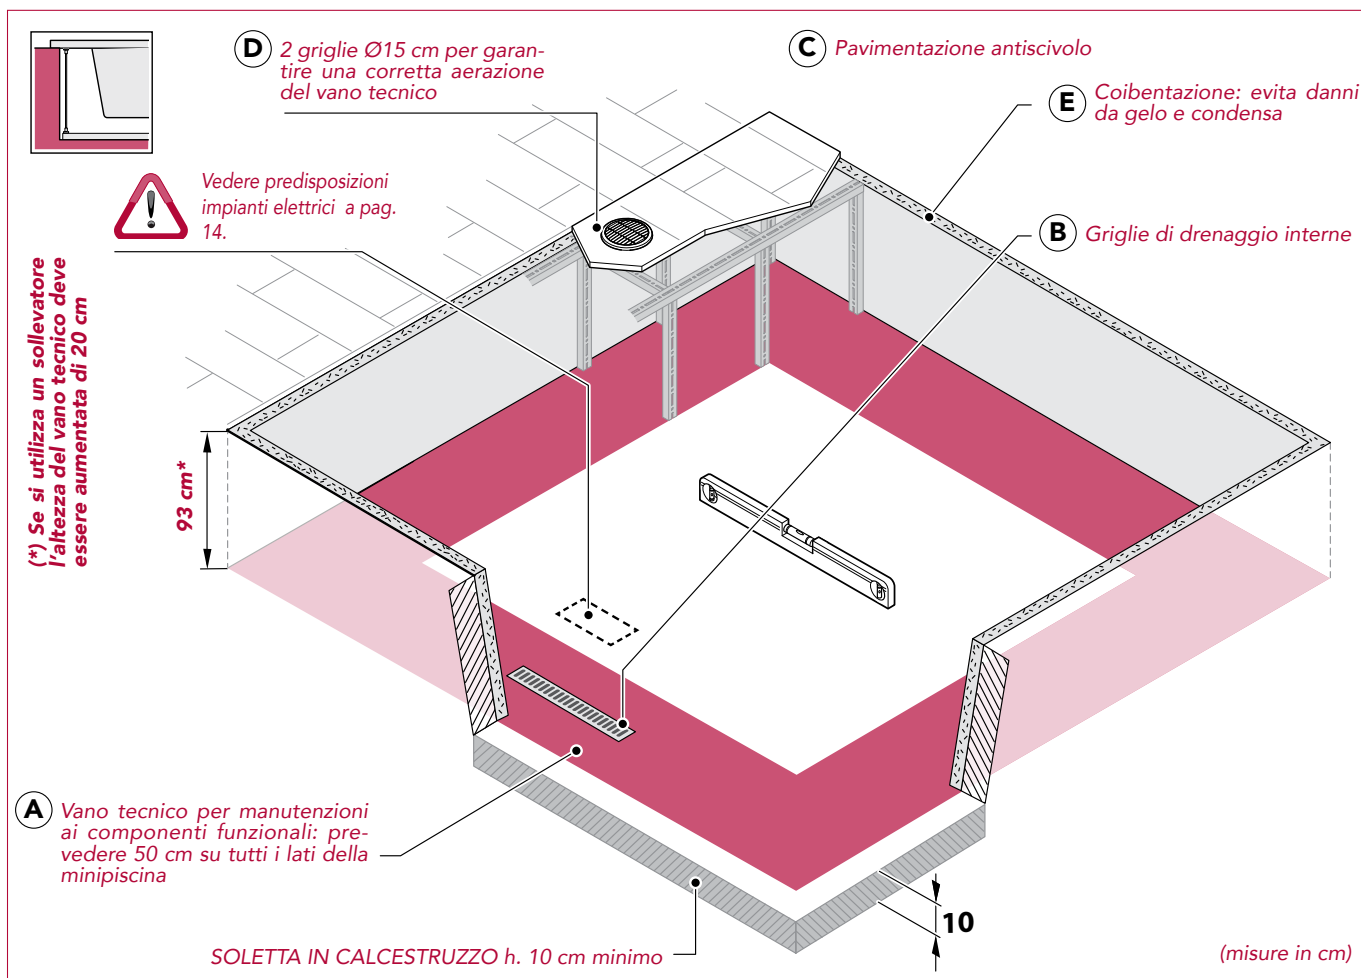 D 2 griglie Ø15 cm per garan-
tire una corretta aerazione
del vano tecnico
C Pavimentazione antiscivolo
E Coibentazione: evita danni
da gelo e condensa
Vedere predisposizioni
impianti elettrici a pag.
14.
B Griglie di drenaggio interne
(*) Se si utilizza un sollevatore
l'altezza del vano tecnico deve
essere aumentata di 20 cm
93 cm*
A Vano tecnico per manutenzioni
ai componenti funzionali: pre-
vedere 50 cm su tutti i lati della
minipiscina
10
SOLETTA IN CALCESTRUZZO h. 10 cm minimo
(misure in cm)